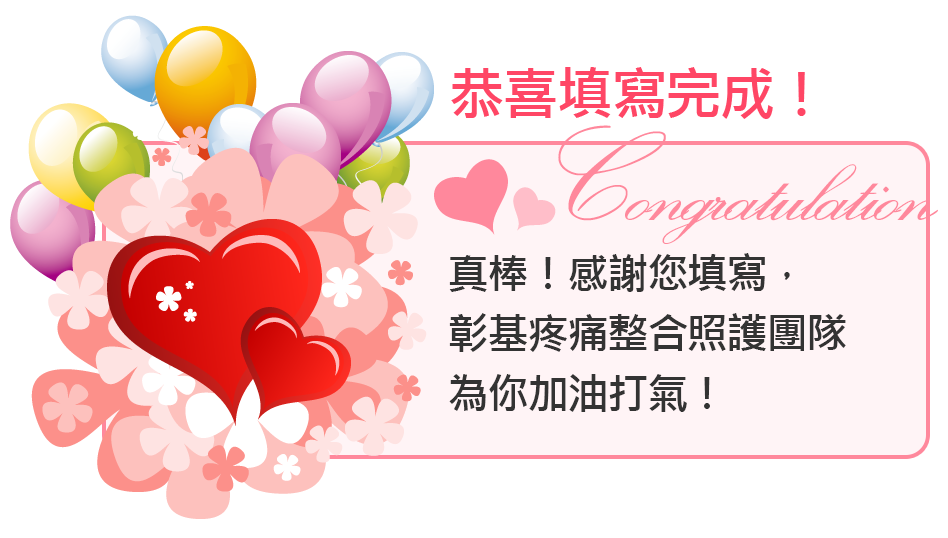 恭喜填寫完成！
Congratulation
真棒！感謝您填寫，
彰基疼痛整合照護團隊
為你加油打氣！